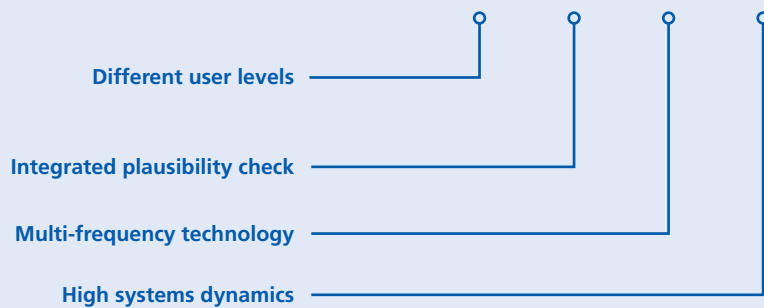 Different user levels
Integrated plausibility check
Multi-frequency technology
High systems dynamics